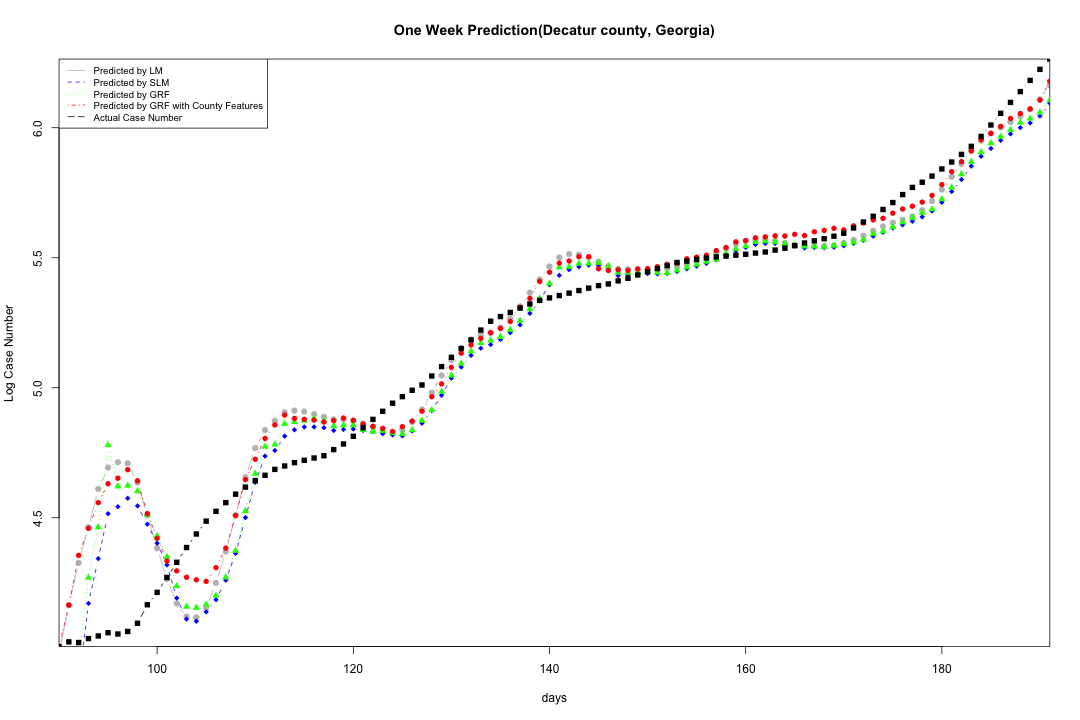 One Week Prediction(Decatur county, Georgia)
Predicted by LM
Predicted by SLM
Predicted by GRF
Predicted by GRF with County Features
Actual Case Number
Log Case Number
6.0
5.5
5.0
4.5
100 120 140 160 180
days